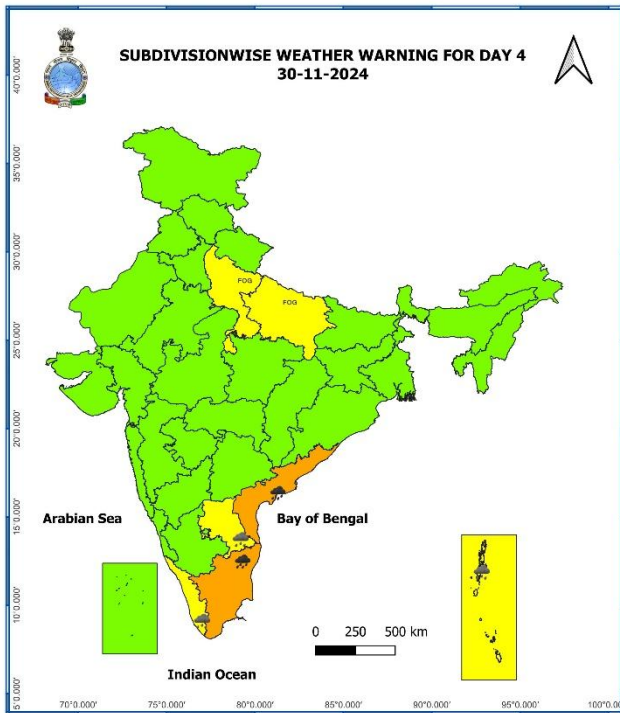 SUBDIVISIONWISE WEATHER WARNING FOR DAY 4
30-11-2024
40°0.000'
35°0.000'
30°0.000'
25°0.000'
20°0.000'
15°0.000'
10°0.000'
5°0.000'
FOG
FOG
Arabian Sea
Bay of Bengal
0 250 500 km
Indian Ocean
70°0.000' 75°0.000' 80°0.000' 85°0.000' 90°0.000' 95°0.000' 100°0.0